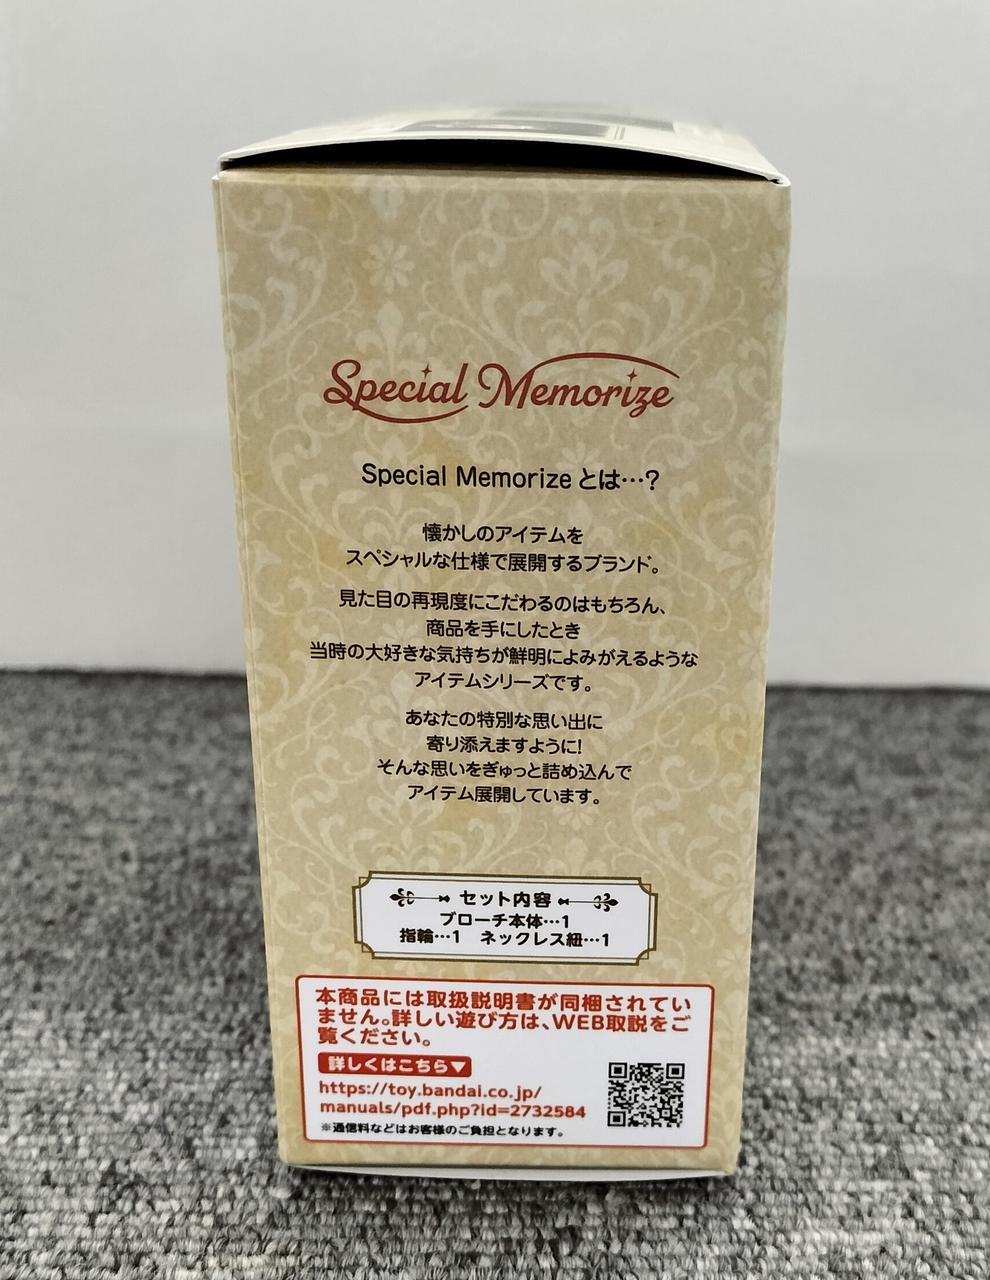 Special Memorize
Special Memorize とは…?
懐かしのアイテムを
スペシャルな仕様で展開するブランド。
見た目の再現度にこだわるのはもちろん、
商品を手にしたとき
当時の大好きな気持ちが鮮明によみがえるような
アイテムシリーズです。
あなたの特別な思い出に
寄り添えますように!
そんな思いをぎゅっと詰め込んで
アイテム展開しています。
セット内容
ブローチ本体…1
指輪…1 ネックレス紐…1
本商品には取扱説明書が同梱されてい
ません。詳しい遊び方は、WEB取説をご
覧ください。
詳しくはこちら▼
https://toy.bandai.co.jp/
manuals/pdf.php?id=2732584
※通信料などはお客様のご負担となります。